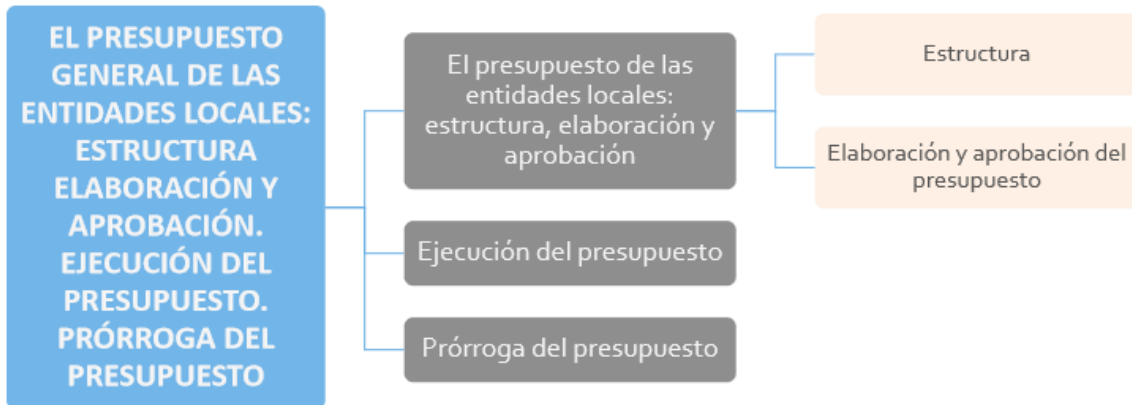 EL PRESUPUESTO
GENERAL DE LAS
ENTIDADES LOCALES:
ESTRUCTURA
ELABORACIÓN Y
APROBACIÓN.
EJECUCIÓN DEL
PRESUPUESTO.
PRÓRROGA DEL
PRESUPUESTO
El presupuesto de las
entidades locales:
estructura, elaboración y
aprobación
Estructura
Elaboración y aprobación del
presupuesto
Ejecución del presupuesto
Prórroga del presupuesto